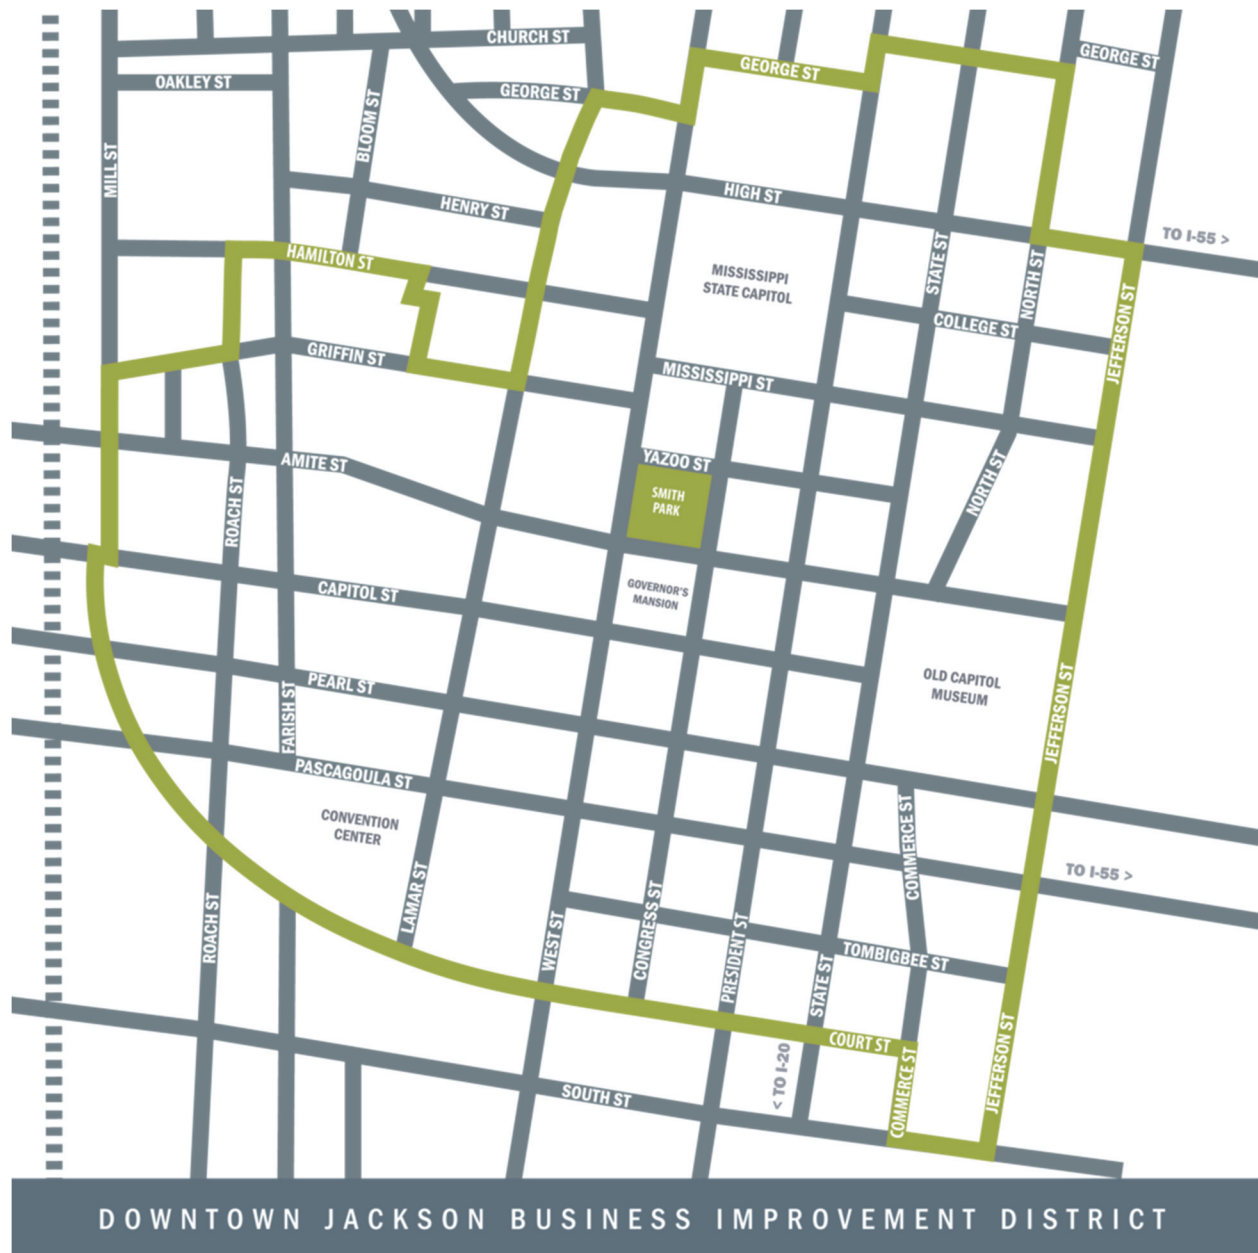 CHURCH ST
GEORGE ST
GEORGE ST
OAKLEY ST
GEORGE ST
BLOOM ST
MILL ST
HIGH ST
HENRY ST
TO I-55 >
STATE ST
HAMILTON ST
MISSISSIPPI
STATE CAPITOL
NORTH ST
COLLEGE ST
JEFFERSON ST
GRIFFIN ST
MISSISSIPPI ST
AMITE ST
YAZOO ST
NORTH ST
SMITH
PARK
ROACH ST
CAPITOL ST
GOVERNOR'S
MANSION
PEARL ST
OLD CAPITOL
MUSEUM
FARISH ST
JEFFERSON ST
PASCAGOULA ST
CONVENTION
CENTER
COMMERCE ST
TO I-55 >
LAMAR ST
ROACH ST
WEST ST
CONGRESS ST
PRESIDENT ST
TOMBIGBEE ST
STATE ST
COURT ST
< TO I-20
JEFFERSON ST
COMMERCE ST
SOUTH ST
DOWNTOWN JACKSON BUSINESS IMPROVEMENT DISTRICT